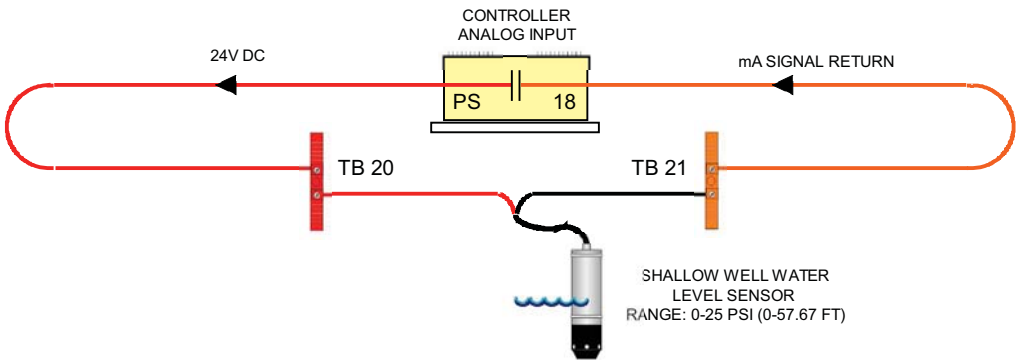 CONTROLLER
ANALOG INPUT
24V DC
mA SIGNAL RETURN
PS
18
TB 20
TB 21
SHALLOW WELL WATER
LEVEL SENSOR
RANGE: 0-25 PSI (0-57.67 FT)